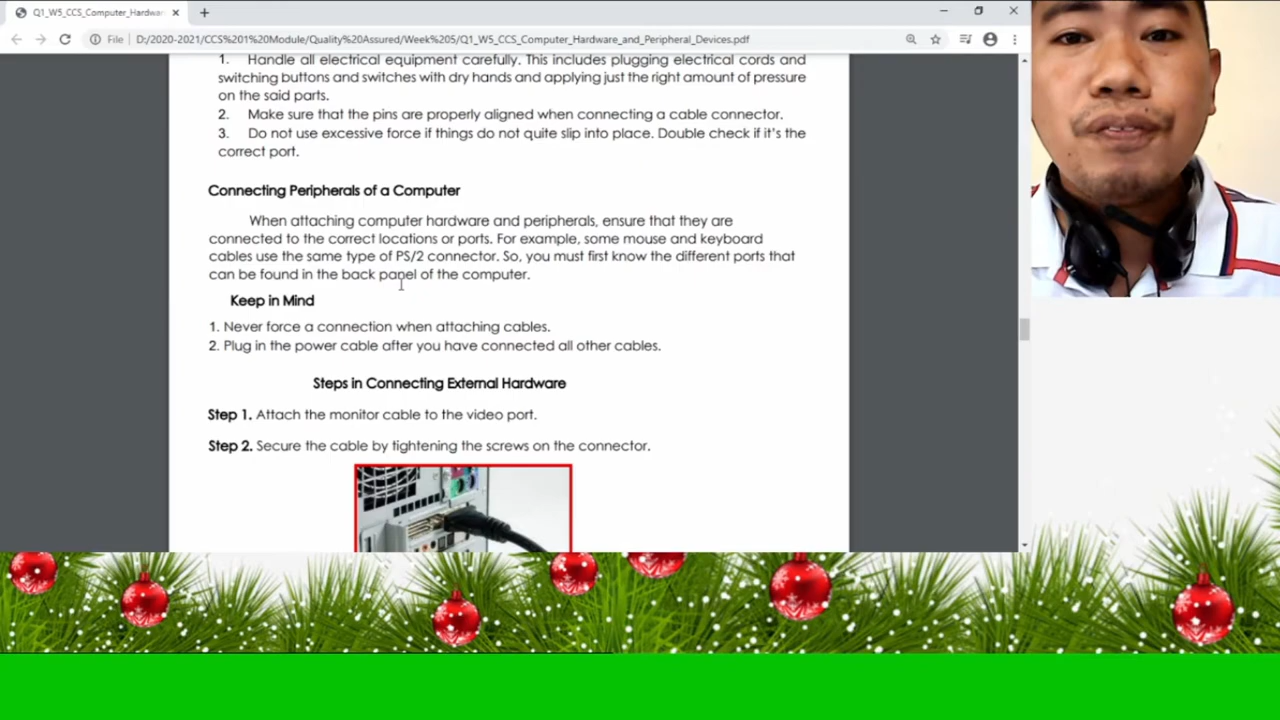 Q1_W5_CCS_Computer_Hardwar
File
D:/2020-2021/CCS%201%20Module/Quality%20Assured/Week%205/Q1_W5_CCS_Computer_Hardware_and_Peripheral_Devices.pdf
1. Handle all electrical equipment carefully. This includes plugging electrical cords and
switching buttons and switches with dry hands and applying just the right amount of pressure
on the said parts.
2. Make sure that the pins are properly aligned when connecting a cable connector.
3. Do not use excessive force if things do not quite slip into place. Double check if it's the
correct port.
Connecting Peripherals of a Computer
When attaching computer hardware and peripherals, ensure that they are
connected to the correct locations or ports. For example, some mouse and keyboard
cables use the same type of PS/2 connector. So, you must first know the different ports that
can be found in the back panel of the computer.
Keep in Mind
1. Never force a connection when attaching cables.
2. Plug in the power cable after you have connected all other cables.
Steps in Connecting External Hardware
Step 1. Attach the monitor cable to the video port.
Step 2. Secure the cable by tightening the screws on the connector.